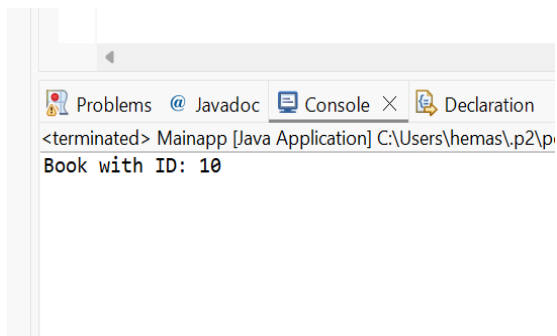 Problems @ Javadoc Console Declaration
<terminated> Mainapp [Java Application] C:\Users\hemas\.p2\p
Book with ID: 10